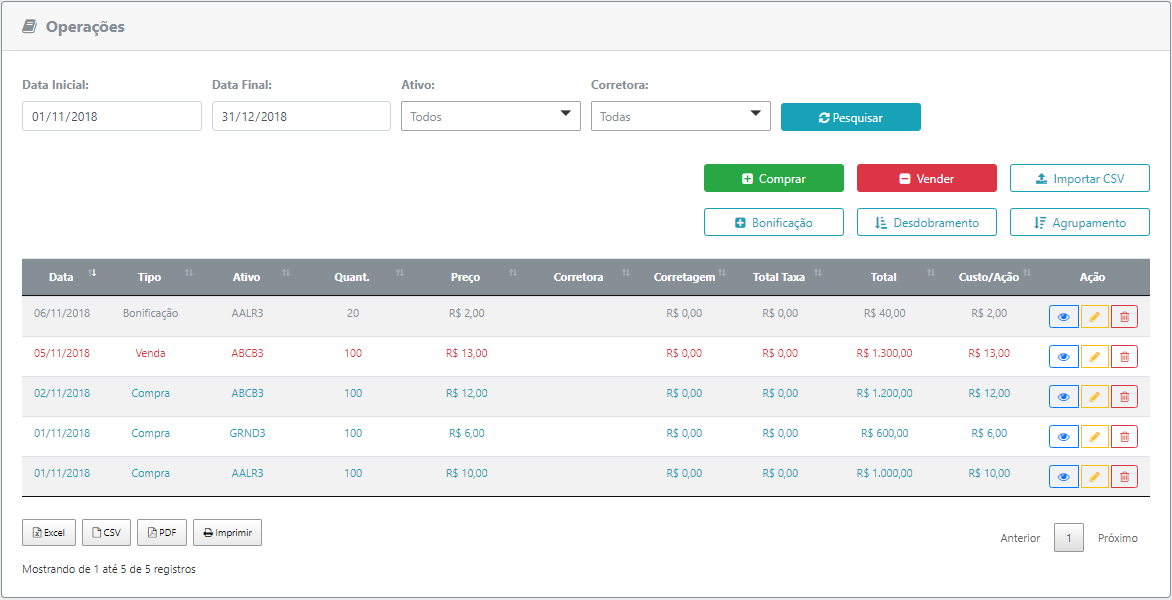 Operações
Data Inicial: Data Final: Ativo: Corretora:
01/11/2018 31/12/2018 Todos Todas Pesquisar
Comprar Vender Importar CSV
Bonificação Desdobramento Agrupamento
Data Tipo Ativo Quant. Preço Corretora Corretagem Total Taxa Total Custo/Ação Ação
06/11/2018 Bonificação AALR3 20 R$ 2,00 R$ 0,00 R$ 0,00 R$ 40,00 R$ 2,00
05/11/2018 Venda ABCB3 100 R$ 13,00 R$ 0,00 R$ 0,00 R$ 1.300,00 R$ 13,00
02/11/2018 Compra ABCB3 100 R$ 12,00 R$ 0,00 R$ 0,00 R$ 1.200,00 R$ 12,00
01/11/2018 Compra GRND3 100 R$ 6,00 R$ 0,00 R$ 0,00 R$ 600,00 R$ 6,00
01/11/2018 Compra AALR3 100 R$ 10,00 R$ 0,00 R$ 0,00 R$ 1.000,00 R$ 10,00
Excel CSV PDF Imprimir Anterior 1 Próximo
Mostrando de 1 até 5 de 5 registros